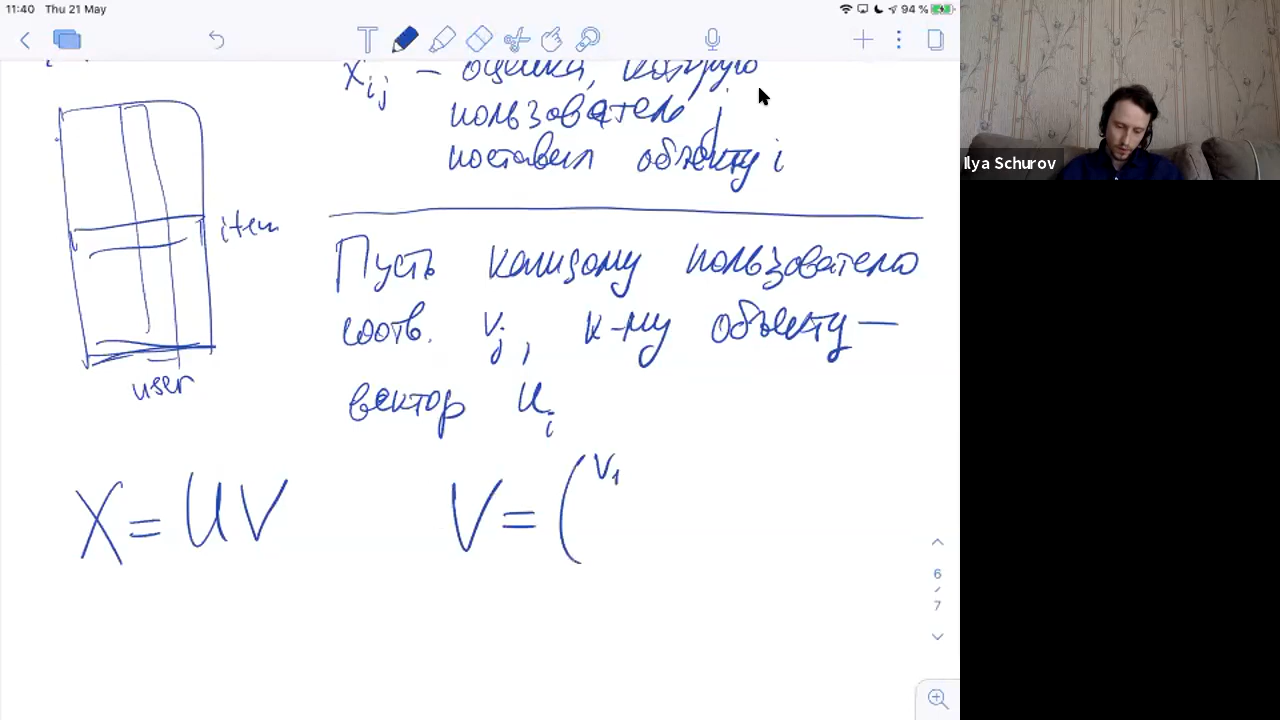 11:40 Thu 21 May
94 %
x_ij – оценка, которую
пользователь j
поставил объекту i
item
user
Пусть каждому пользователю
соотв. v_j, к-му объекту —
вектор u_i
X = UV
V = ( v_1
6
/
7
Ilya Schurov